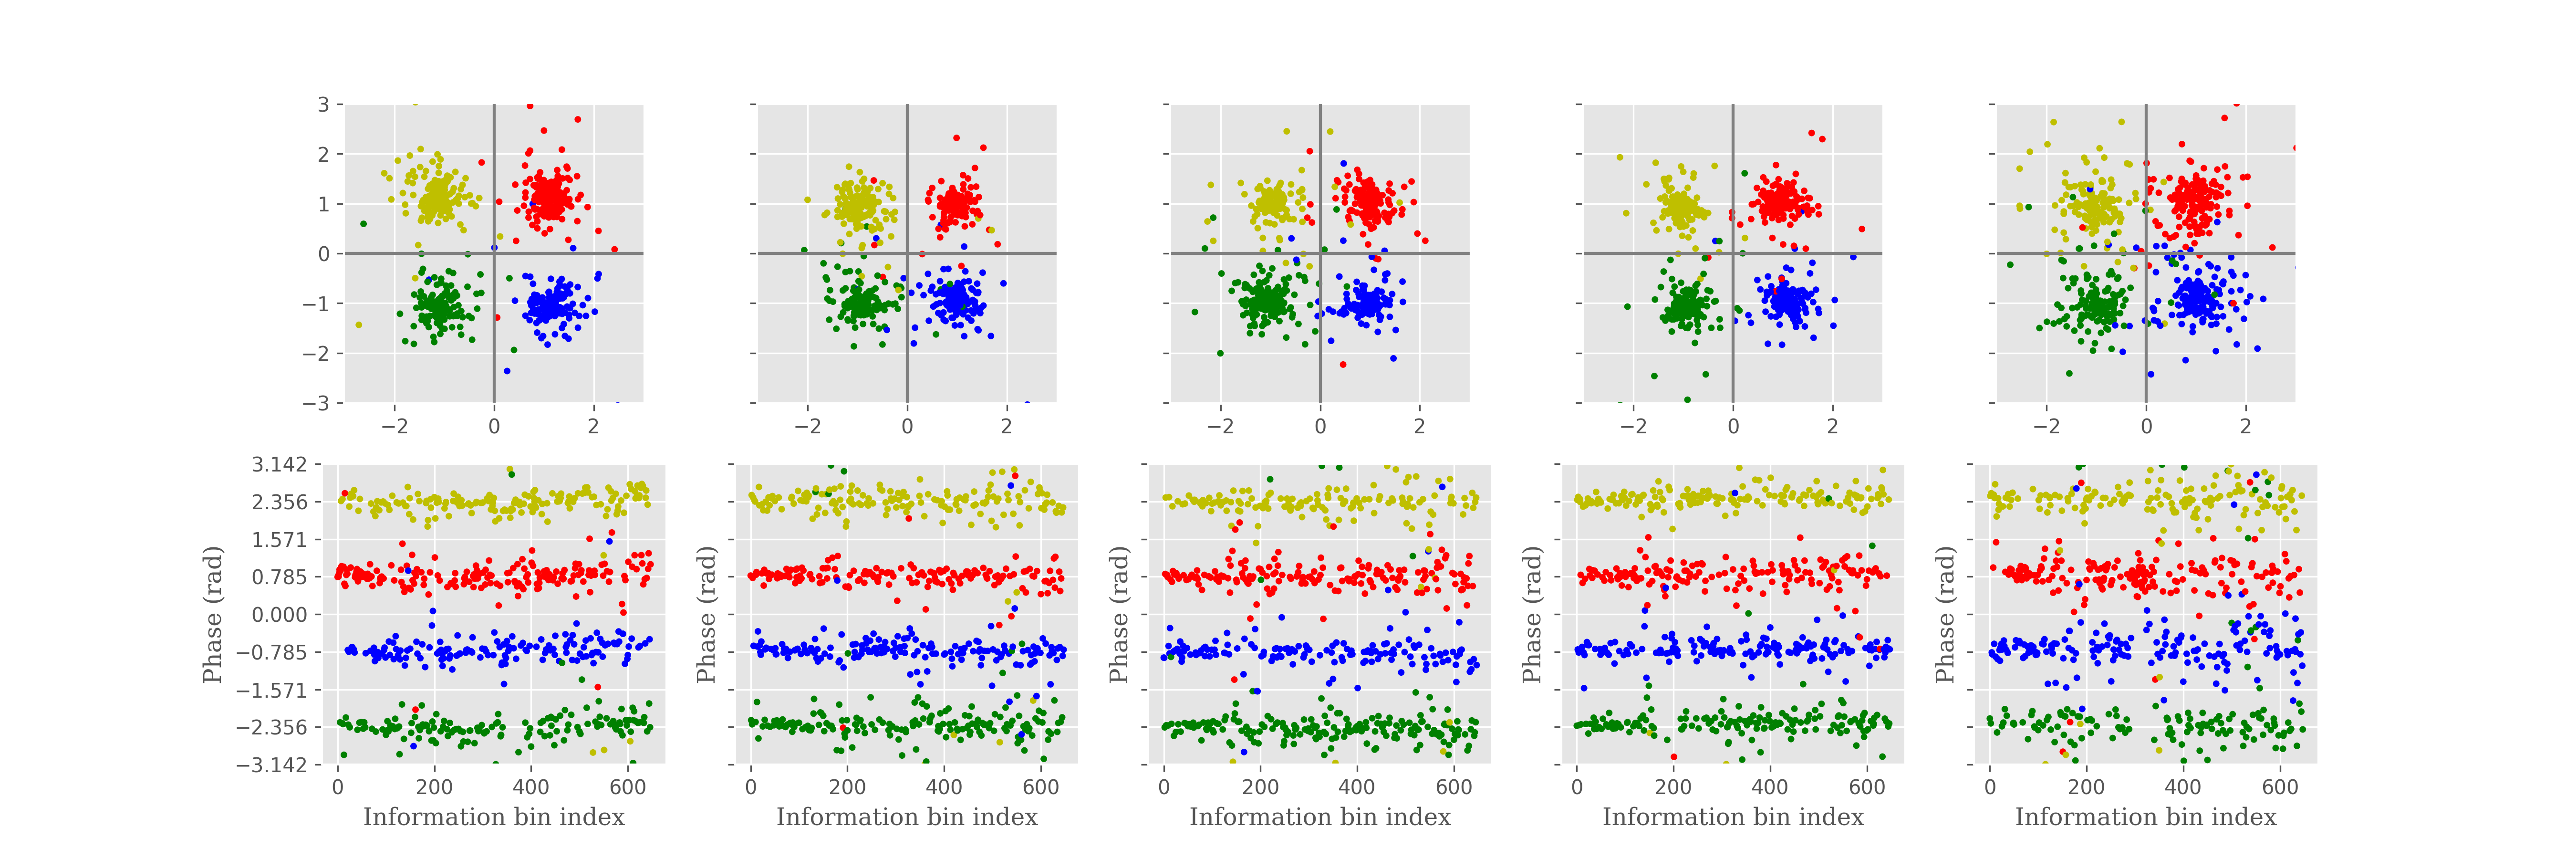 3
2
1
0
−1
−2
−3
−2 0 2
−2 0 2
−2 0 2
−2 0 2
−2 0 2
Phase (rad)
3.142
2.356
1.571
0.785
0.000
−0.785
−1.571
−2.356
−3.142
0 200 400 600
Information bin index
Phase (rad)
0 200 400 600
Information bin index
Phase (rad)
0 200 400 600
Information bin index
Phase (rad)
0 200 400 600
Information bin index
Phase (rad)
0 200 400 600
Information bin index